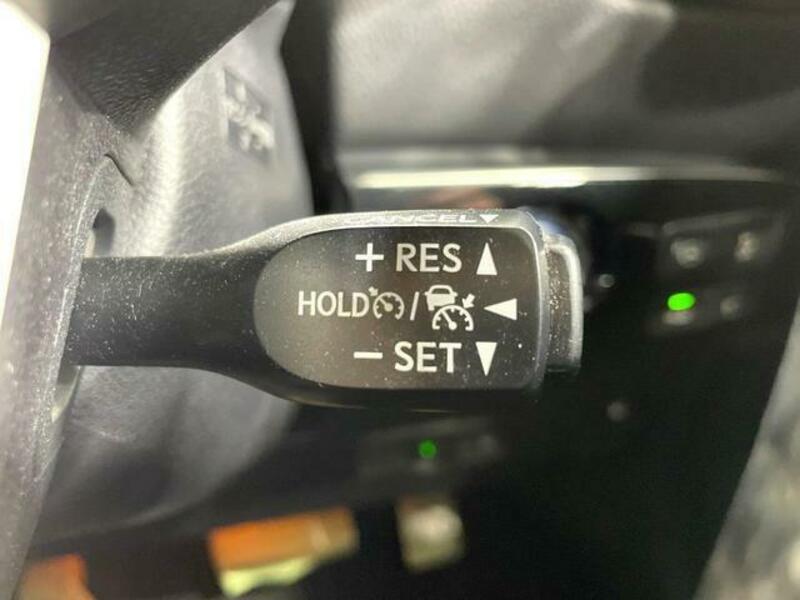 CANCEL▼
+ RES ▲
HOLD / ◀
− SET ▼